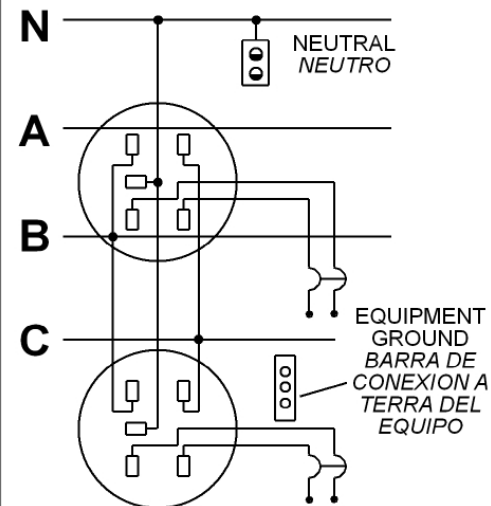 N
NEUTRAL
NEUTRO
A
B
C
EQUIPMENT
GROUND
BARRA DE
CONEXION A
TERRA DEL
EQUIPO